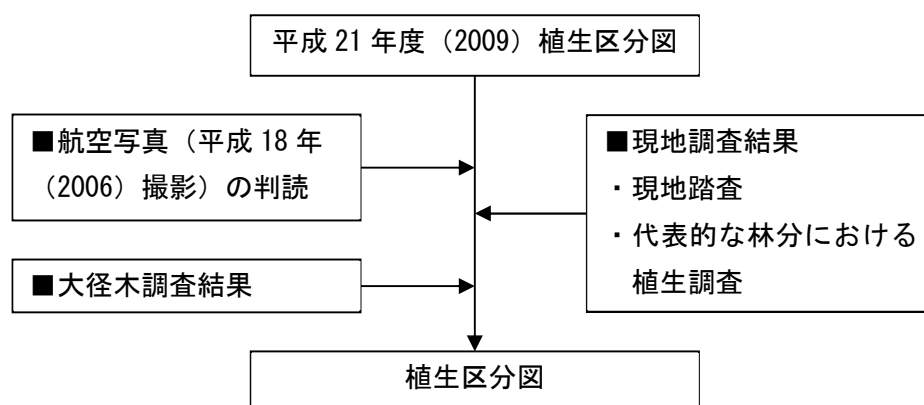 平成 21 年度（2009）植生区分図
■航空写真（平成 18 年
（2006）撮影）の判読
■現地調査結果
・現地踏査
・代表的な林分における
植生調査
■大径木調査結果
植生区分図